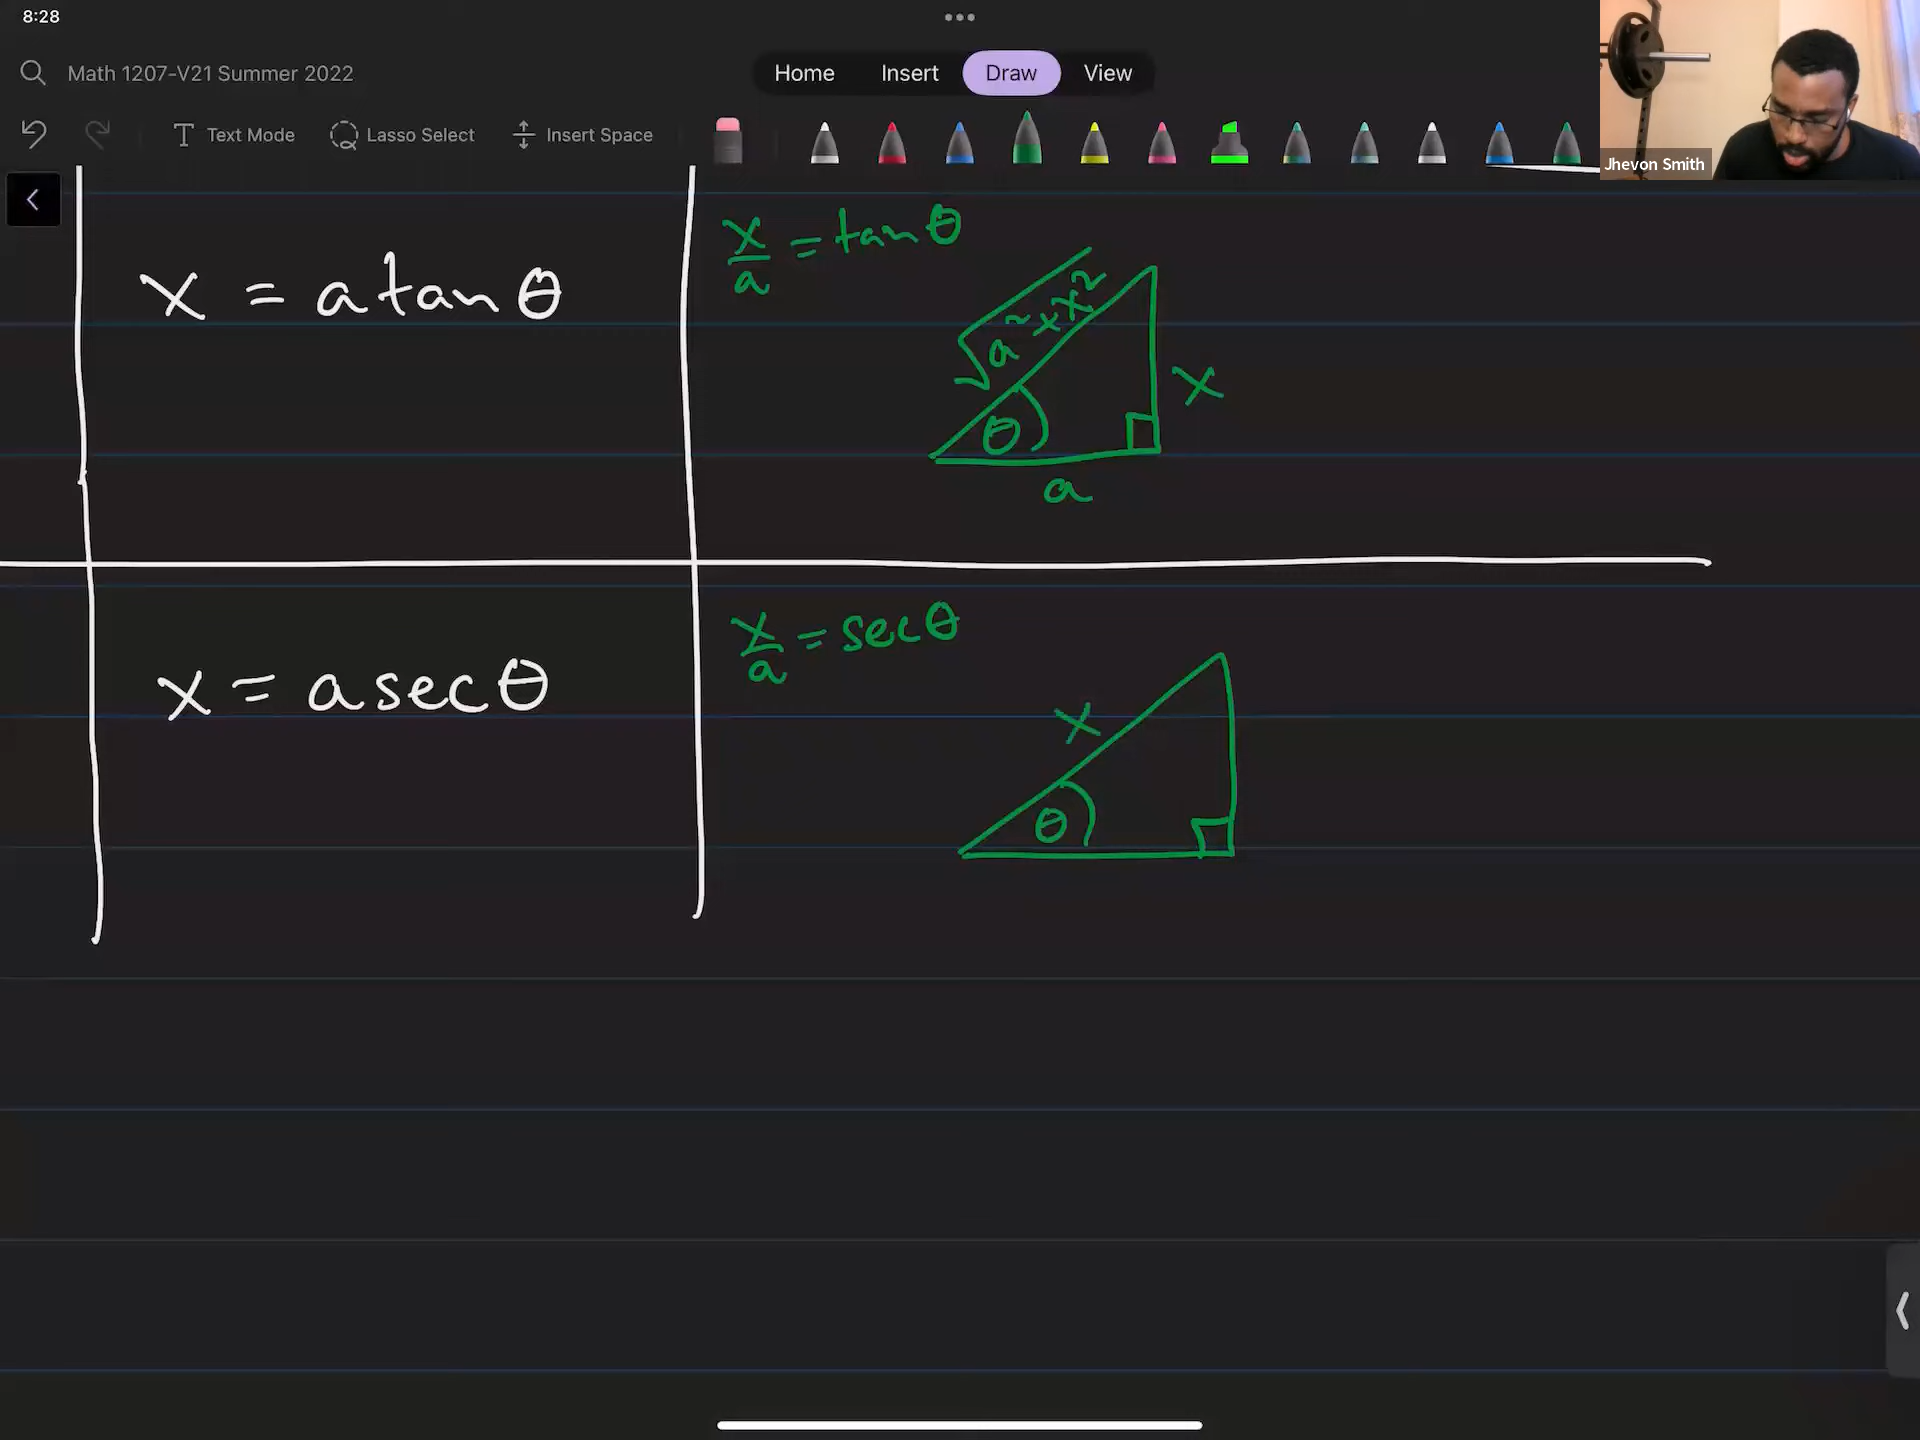 8:28
Math 1207-V21 Summer 2022
Home Insert Draw View
Text Mode Lasso Select Insert Space
Jhevon Smith
x = a tan θ
x/a = tan θ
√a² + x²
x
θ
a
x = a sec θ
x/a = sec θ
x
θ